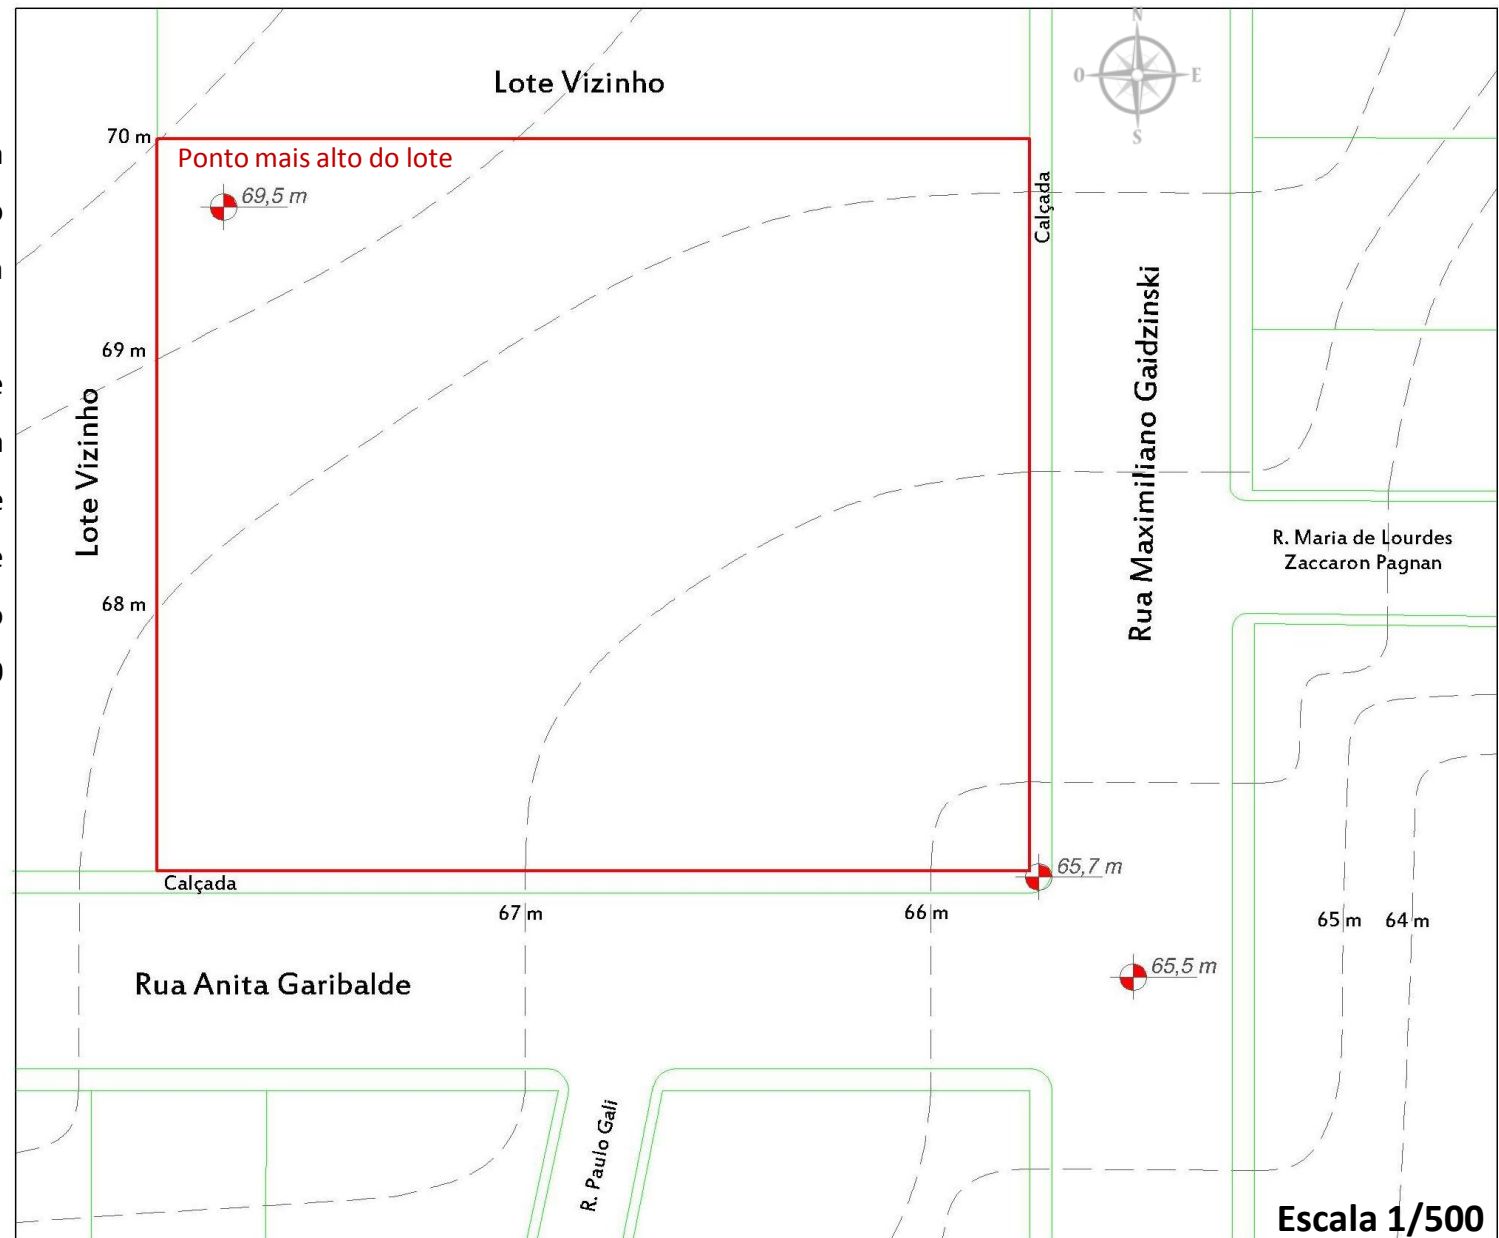 N
O
E
S
Lote Vizinho
70 m
Ponto mais alto do lote
69,5 m
Calçada
69 m
Lote Vizinho
Rua Maximiliano Gaidzinski
R. Maria de Lourdes
Zaccaron Pagnan
68 m
65,7 m
Calçada
67 m
66 m
65 m
64 m
65,5 m
Rua Anita Garibalde
R. Paulo Gali
Escala 1/500